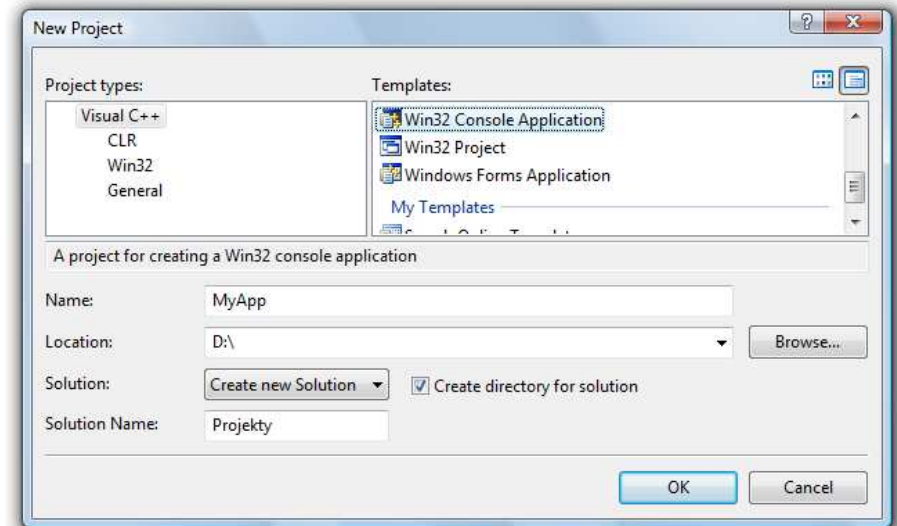 New Project
Project types:
Templates:
Visual C++
CLR
Win32
General
Win32 Console Application
Win32 Project
Windows Forms Application
My Templates
A project for creating a Win32 console application
Name: MyApp
Location: D:\ Browse...
Solution: Create new Solution Create directory for solution
Solution Name: Projekty
OK Cancel